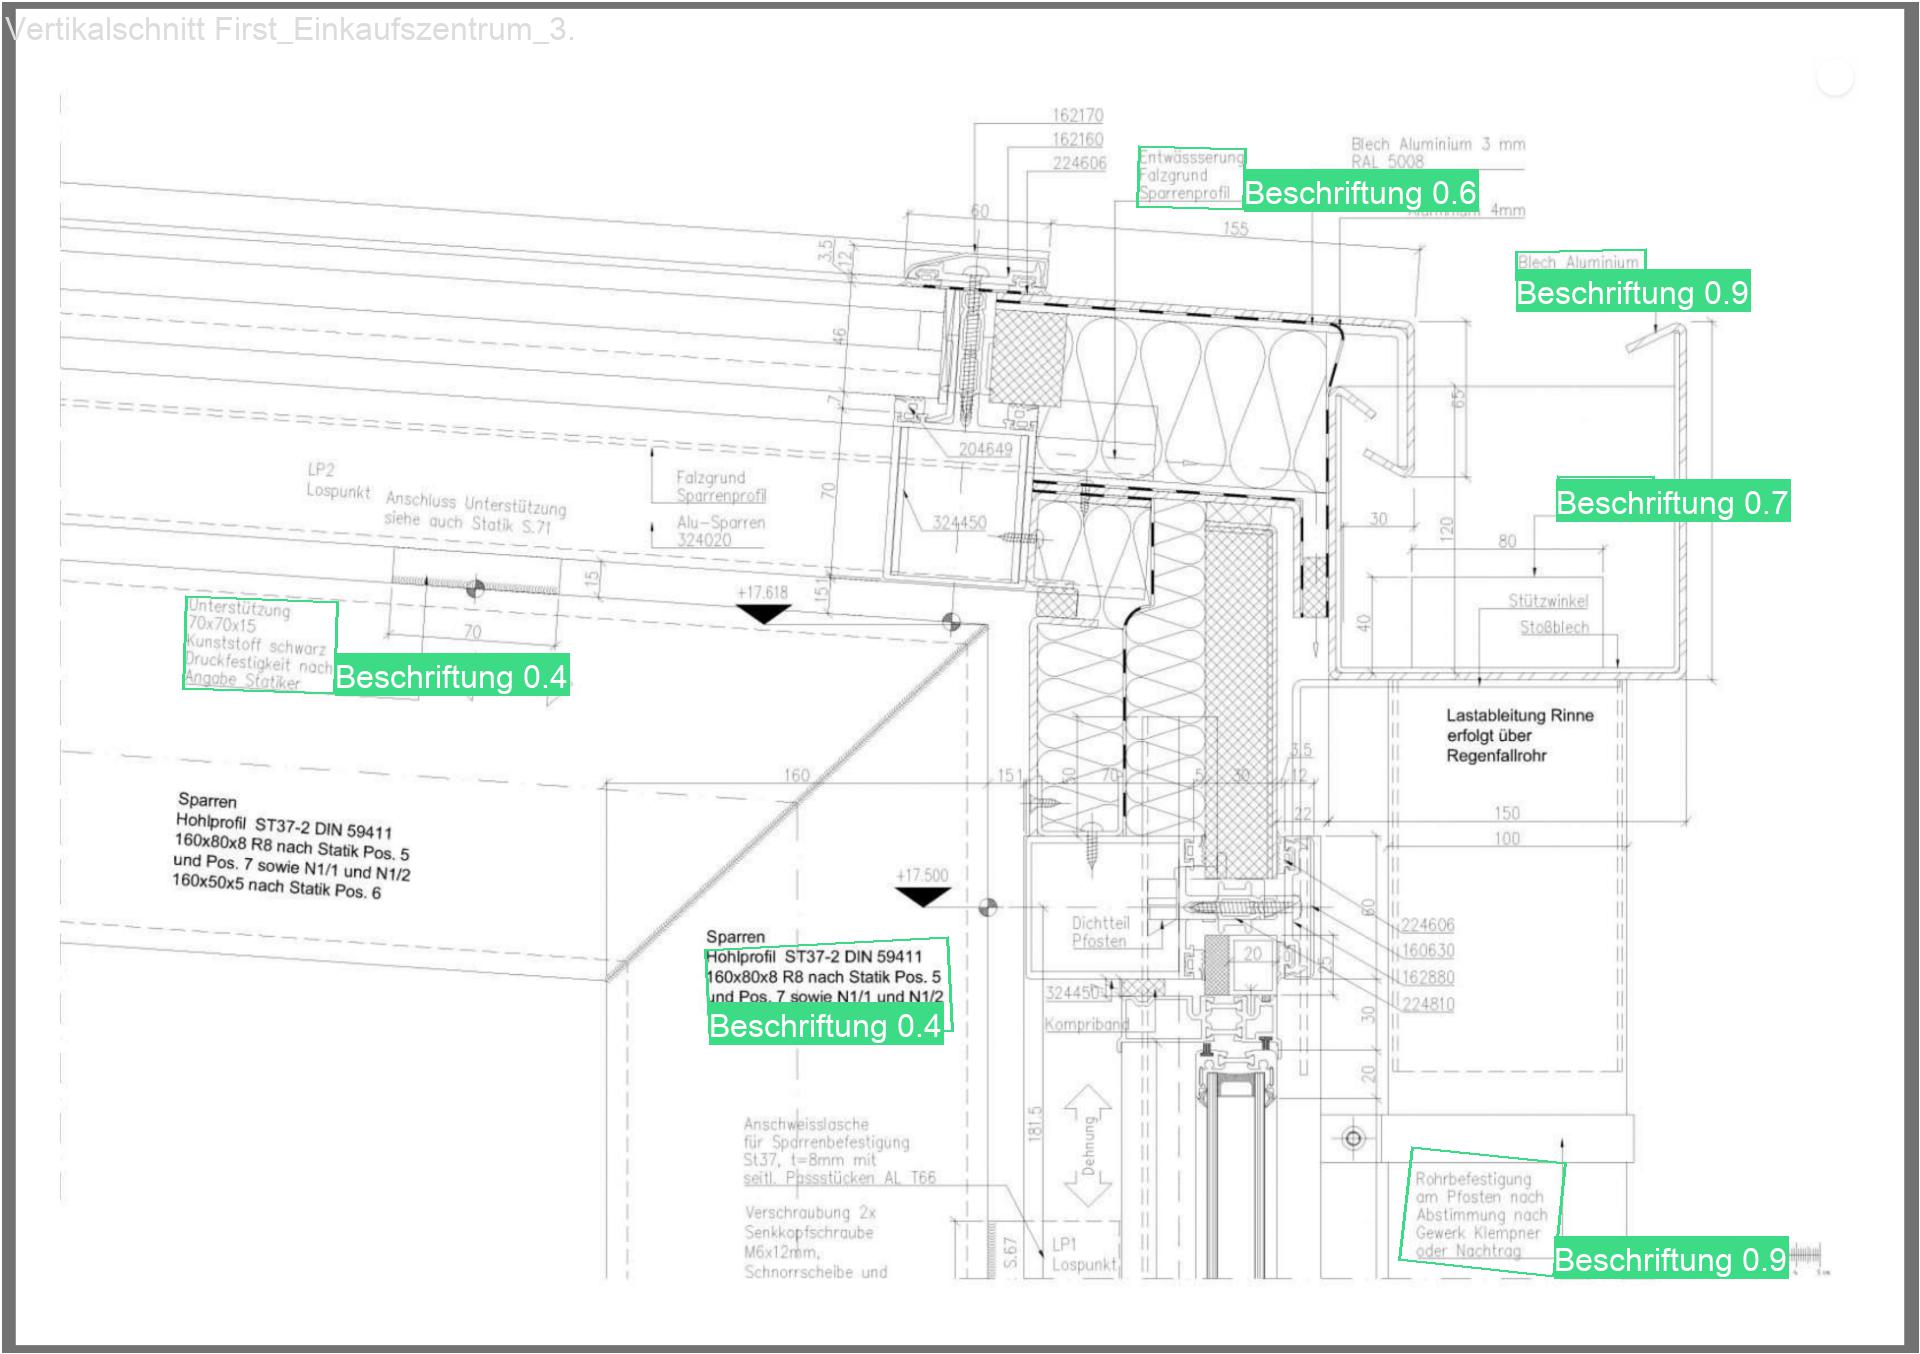 Vertikalschnitt First_Einkaufszentrum_3.
162170
162160
224606
Entwässserung
Falzgrund
Sparrenprofil
Beschriftung 0.6
Blech Aluminium 3 mm
RAL 5008
Aluminium 4mm
60
155
3.5
12
Blech Aluminium
Beschriftung 0.9
46
7
204649
LP2
Lospunkt
Anschluss Unterstützung
siehe auch Statik S.71
Falzgrund
Sparrenprofil
Alu-Sparren
324020
70
324450
65
30
120
Beschriftung 0.7
80
15
15
+17.618
Unterstützung
70x70x15
Kunststoff schwarz
Druckfestigkeit nach
Angabe Statiker
Beschriftung 0.4
70
40
Stützwinkel
Stoßblech
Lastableitung Rinne
erfolgt über
Regenfallrohr
160
15
70
5
30
12
3.5
22
150
100
Sparren
Hohlprofil ST37-2 DIN 59411
160x80x8 R8 nach Statik Pos. 5
und Pos. 7 sowie N1/1 und N1/2
160x50x5 nach Statik Pos. 6
+17.500
Dichtteil
Pfosten
20
25
224606
160630
162880
224810
Sparren
Hohlprofil ST37-2 DIN 59411
160x80x8 R8 nach Statik Pos. 5
und Pos. 7 sowie N1/1 und N1/2
Beschriftung 0.4
324450
Kompriband
30
20
181.5
Dehnung
Anschweisslasche
für Sparrenbefestigung
St37, t=8mm mit
seitl. Passstücken AL T66
Verschraubung 2x
Senkkopfschraube
M6x12mm,
Schnorrscheibe und
S.67
LP1
Lospunkt
Rohrbefestigung
am Pfosten nach
Abstimmung nach
Gewerk Klempner
oder Nachtrag
Beschriftung 0.9